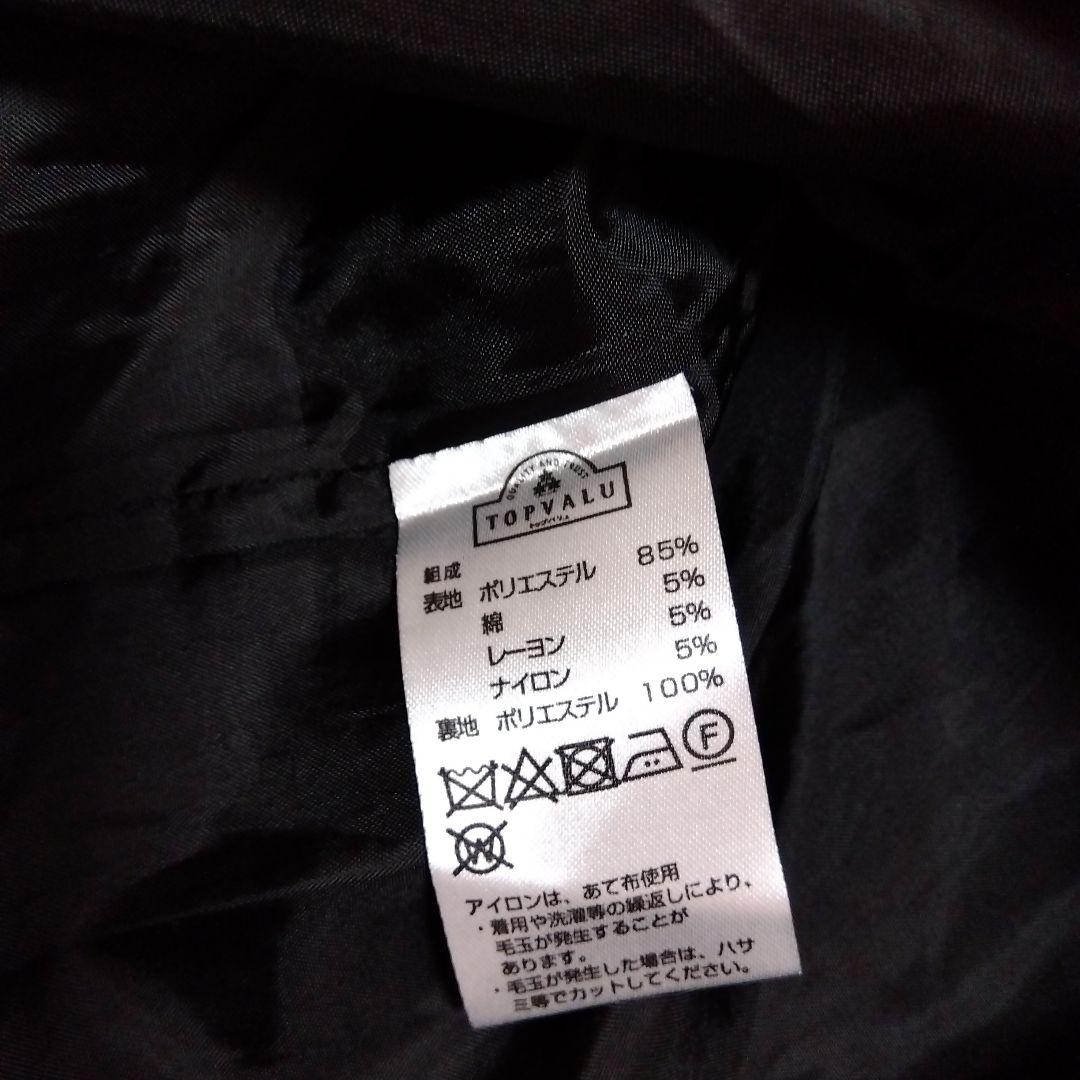 QUALITY AND TRUST
TOPVALU
トップバリュ
組成
表地 ポリエステル 85%
綿 5%
レーヨン 5%
ナイロン 5%
裏地 ポリエステル 100%
F
W
アイロンは、あて布使用
・着用や洗濯等の繰返しにより、
毛玉が発生することが
あります。
・毛玉が発生した場合は、ハサ
ミ等でカットしてください。